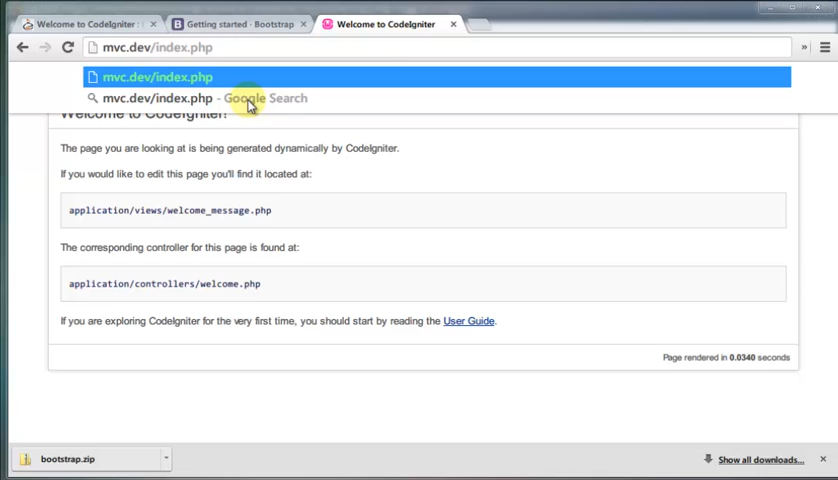 Welcome to CodeIgniter :
Getting started · Bootstrap
Welcome to CodeIgniter
mvc.dev/index.php
mvc.dev/index.php
mvc.dev/index.php - Google Search
Welcome to CodeIgniter!
The page you are looking at is being generated dynamically by CodeIgniter.
If you would like to edit this page you'll find it located at:
application/views/welcome_message.php
The corresponding controller for this page is found at:
application/controllers/welcome.php
If you are exploring CodeIgniter for the very first time, you should start by reading the User Guide.
Page rendered in 0.0340 seconds
bootstrap.zip
Show all downloads...